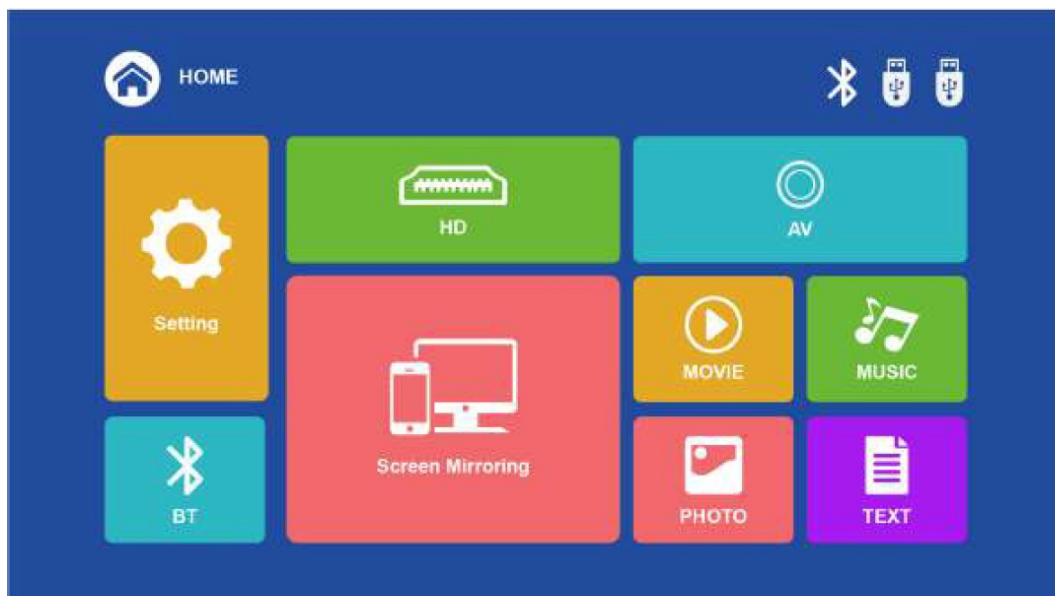 HOME
HD
AV
Setting
MOVIE
MUSIC
Screen Mirroring
BT
PHOTO
TEXT